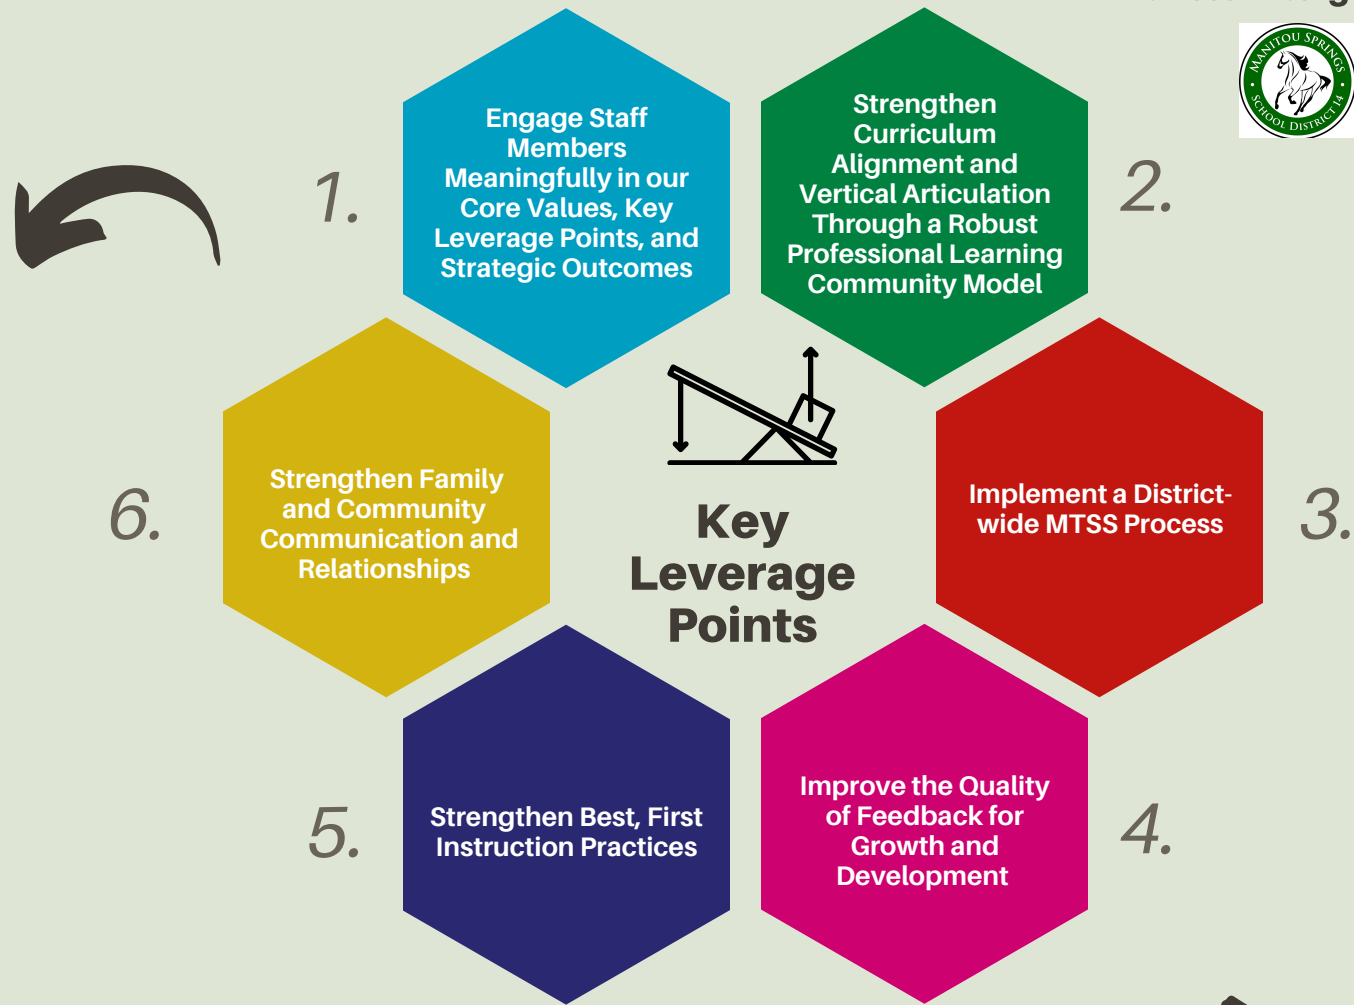 MANITOU SPRINGS
SCHOOL DISTRICT 14
1.
Engage Staff
Members
Meaningfully in our
Core Values, Key
Leverage Points, and
Strategic Outcomes
2.
Strengthen
Curriculum
Alignment and
Vertical Articulation
Through a Robust
Professional Learning
Community Model
3.
Implement a District-
wide MTSS Process
4.
Improve the Quality
of Feedback for
Growth and
Development
5.
Strengthen Best, First
Instruction Practices
6.
Strengthen Family
and Community
Communication and
Relationships
Key
Leverage
Points